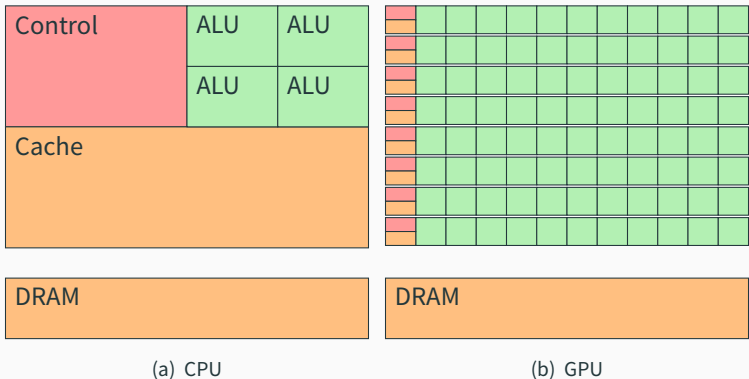 Control
ALU ALU
ALU ALU
Cache
DRAM
(a) CPU
DRAM
(b) GPU